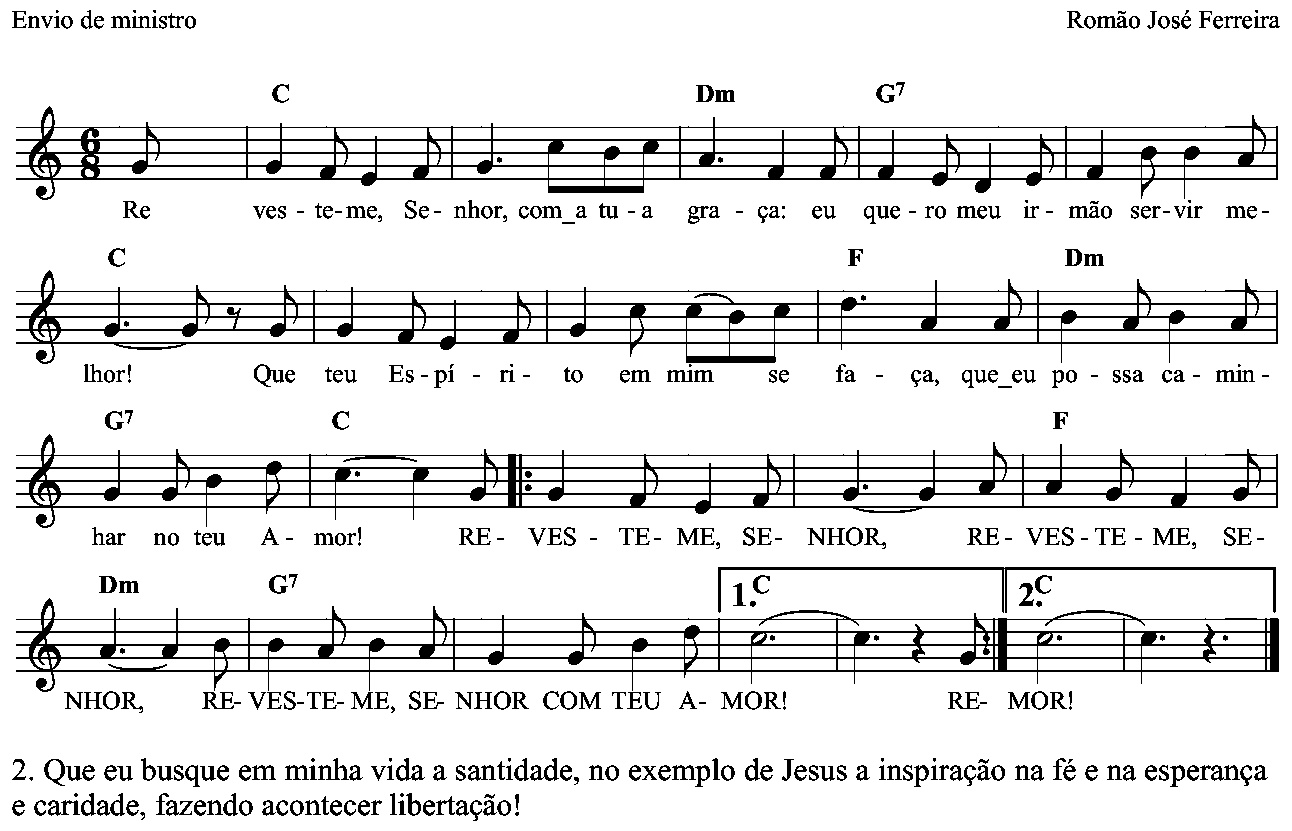 Envio de ministro Romão José Ferreira
C Dm G7
6
8
Re ves - te-me, Se - nhor, com_a tu - a gra - ça: eu que - ro meu ir - mão ser - vir me-
C F Dm
lhor! Que teu Es - pí - ri - to em mim se fa - ça, que_eu po - ssa ca - min-
G7 C F
har no teu A - mor! RE- VES - TE- ME, SE- NHOR, RE- VES - TE - ME, SE-
Dm G7 1. C 2. C
NHOR, RE- VES-TE- ME, SE- NHOR COM TEU A- MOR! RE- MOR!
2. Que eu busque em minha vida a santidade, no exemplo de Jesus a inspiração na fé e na esperança
e caridade, fazendo acontecer libertação!